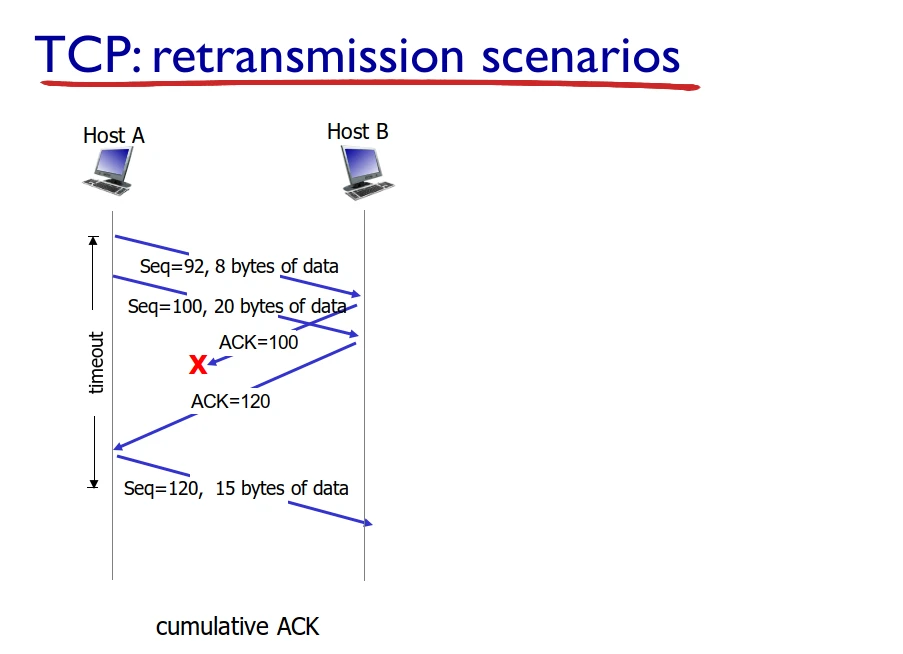 TCP: retransmission scenarios
Host A
Host B
Seq=92, 8 bytes of data
Seq=100, 20 bytes of data
ACK=100
X
timeout
ACK=120
Seq=120,  15 bytes of data
cumulative ACK